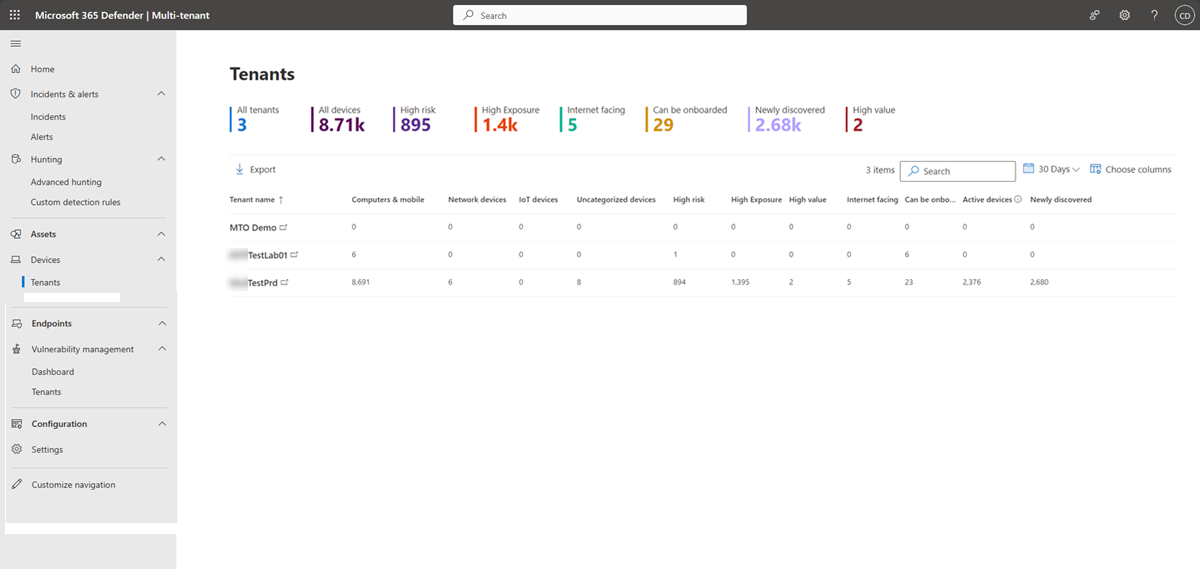 Microsoft 365 Defender | Multi-tenant
Search
CD
Home
Incidents & alerts
Incidents
Alerts
Hunting
Advanced hunting
Custom detection rules
Assets
Devices
Tenants
Endpoints
Vulnerability management
Dashboard
Tenants
Configuration
Settings
Customize navigation
Tenants
All tenants All devices High risk High Exposure Internet facing Can be onboarded Newly discovered High value
3 8.71k 895 1.4k 5 29 2.68k 2
Export 3 items Search 30 Days Choose columns
Tenant name ↑ Computers & mobile Network devices IoT devices Uncategorized devices High risk High Exposure High value Internet facing Can be onbo... Active devices Newly discovered
MTO Demo 0 0 0 0 0 0 0 0 0 0 0
TestLab01 6 0 0 0 1 0 0 0 6 0 0
TestPrd 8,691 6 0 8 894 1,395 2 5 23 2,376 2,680